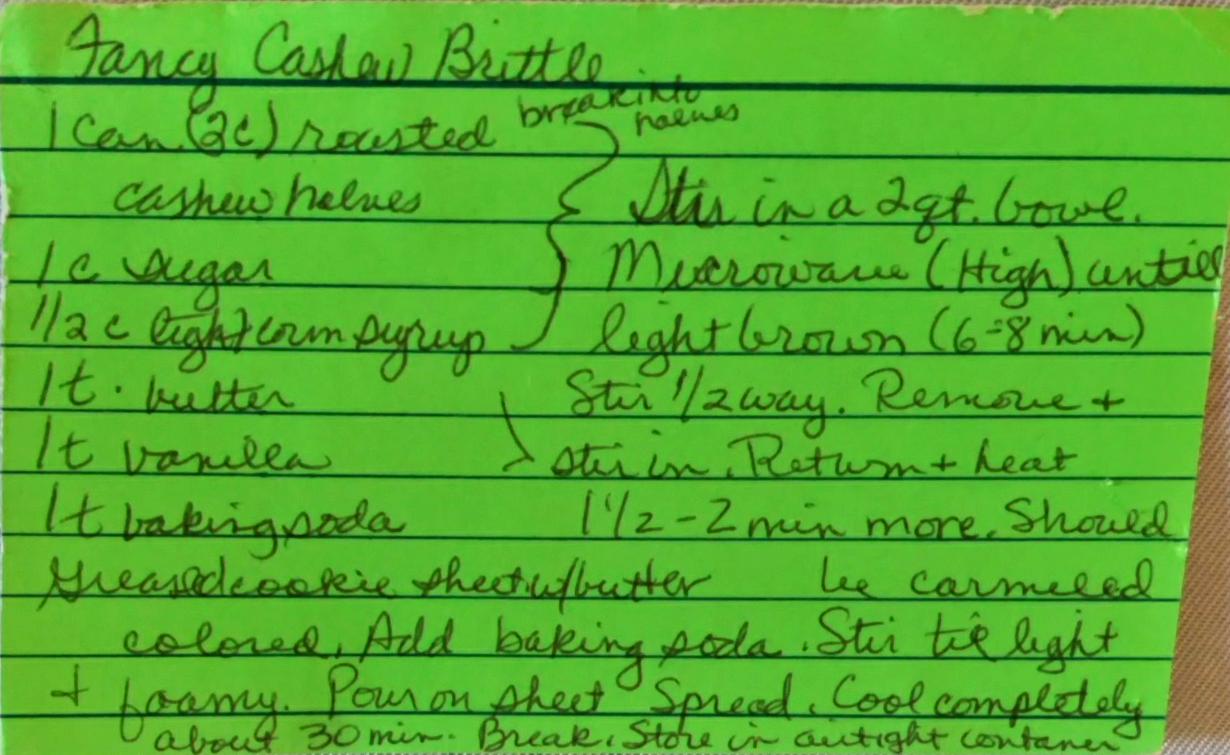 Fancy Cashew Brittle
break into
halves
1 Can (2c) roasted
cashew halves
Stir in a 2qt. bowl.
1 c sugar
Microwave (High) untill
1/2 c light corn syrup
light brown (6-8 min)
1t. butter
Stir 1/2 way. Remove +
1t vanilla
stir in. Return + heat
1t baking soda
1 1/2 - 2 min more. Should
Greased cookie sheet w/butter
be carmeled
colored. Add baking soda. Stir til light
+ foamy. Pour on sheet Spread. Cool completely
about 30 min. Break. Store in airtight container